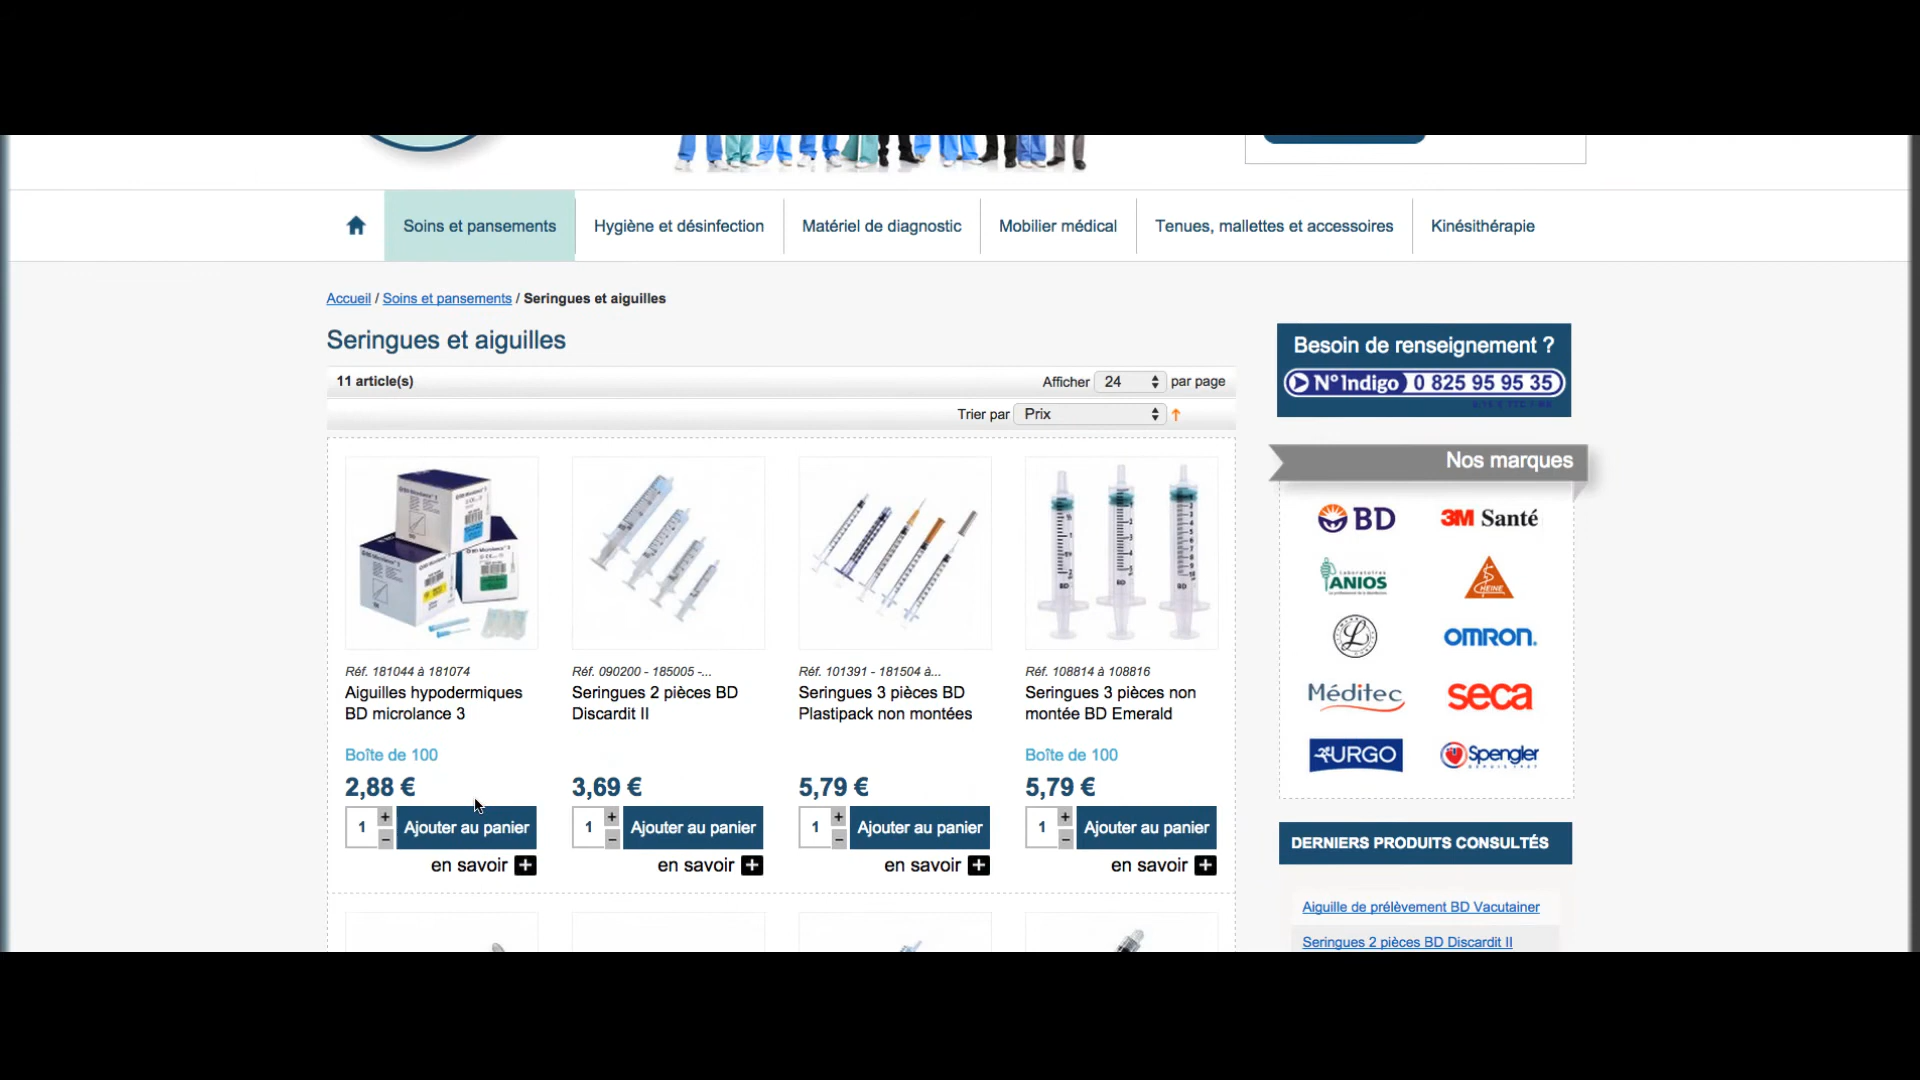 Soins et pansements
Hygiène et désinfection
Matériel de diagnostic
Mobilier médical
Tenues, mallettes et accessoires
Kinésithérapie
Accueil / Soins et pansements / Seringues et aiguilles
Seringues et aiguilles
11 article(s)
Afficher 24 par page
Trier par Prix
Réf. 181044 à 181074
Aiguilles hypodermiques
BD microlance 3
Boîte de 100
2,88 €
1 + −
Ajouter au panier
en savoir +
Réf. 090200 - 185005 -...
Seringues 2 pièces BD
Discardit II
3,69 €
1 + −
Ajouter au panier
en savoir +
Réf. 101391 - 181504 à...
Seringues 3 pièces BD
Plastipack non montées
5,79 €
1 + −
Ajouter au panier
en savoir +
Réf. 108814 à 108816
Seringues 3 pièces non
montée BD Emerald
Boîte de 100
5,79 €
1 + −
Ajouter au panier
en savoir +
Besoin de renseignement ?
N°Indigo 0 825 95 95 35
Nos marques
BD
3M Santé
ANIOS
HEINE
L
OMRON
Méditec
seca
URGO
Spengler
DERNIERS PRODUITS CONSULTÉS
Aiguille de prélèvement BD Vacutainer
Seringues 2 pièces BD Discardit II